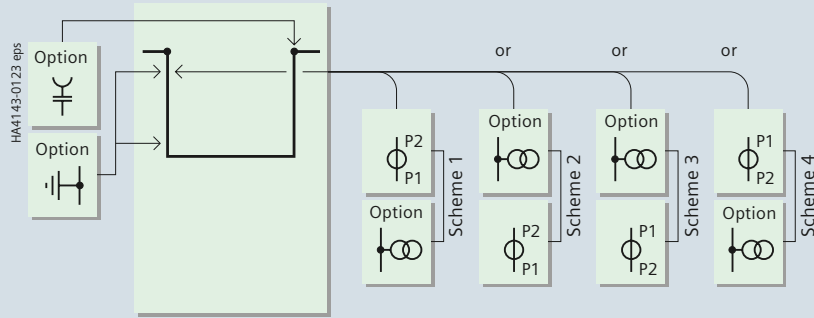 HA4143-0123 eps
Option
Option
or
or
or
P2
P1
Option
Scheme 1
Option
P2
P1
Scheme 2
Option
P1
P2
Scheme 3
P1
P2
Option
Scheme 4